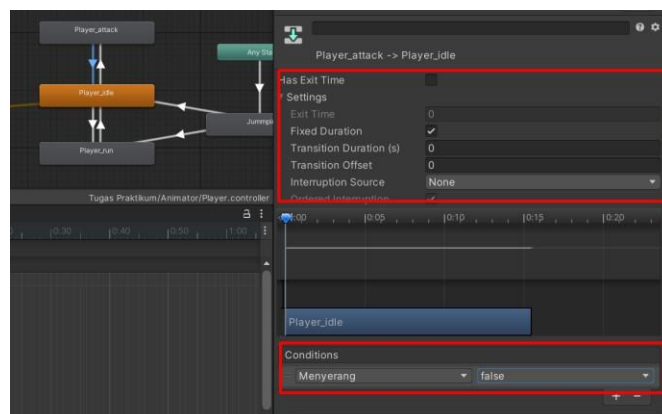 Player_attack
Any Sta
Player_idle
Jummpi
Player_run
Tugas Praktikum/Animator/Player.controller
0:30
0:40
0:50
1:00
Player_attack -> Player_idle
Has Exit Time
Settings
Exit Time 0
Fixed Duration
Transition Duration (s) 0
Transition Offset 0
Interruption Source None
Ordered Interruption
0:00 0:05 0:10 0:15 0:20
Player_idle
Conditions
Menyerang false
+ -